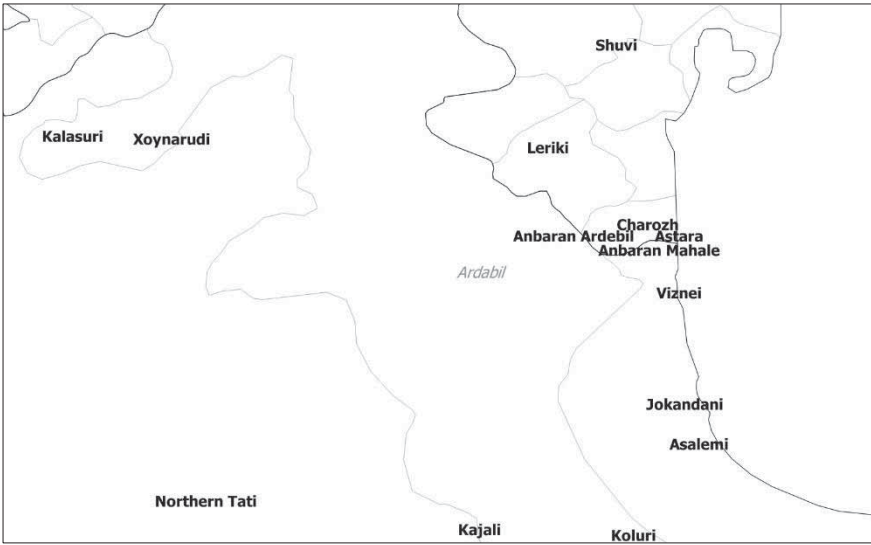 Shuvi
Kalasuri
Xoynarudi
Leriki
Charozh
Anbaran Ardebil
Astara
Anbaran Mahale
Ardabil
Viznei
Jokandani
Asalemi
Northern Tati
Kajali
Koluri